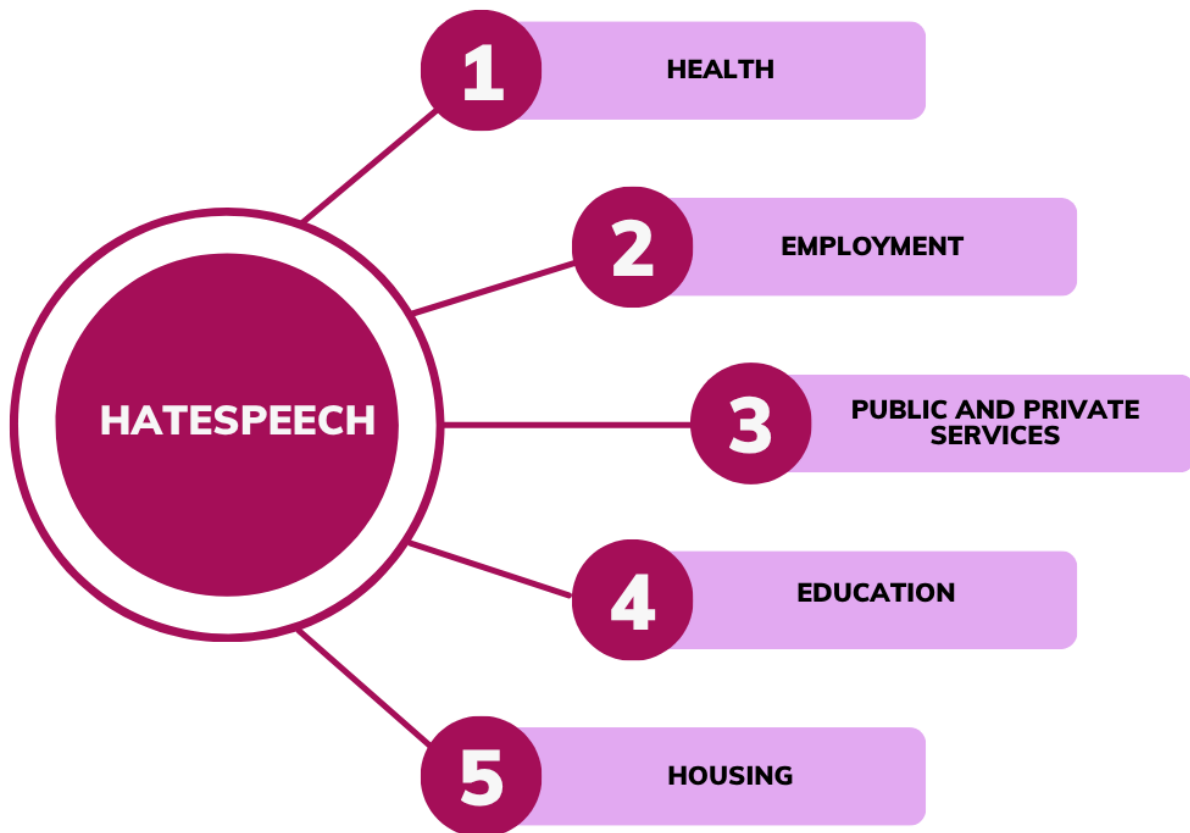 1
HEALTH
2
EMPLOYMENT
HATESPEECH
3
PUBLIC AND PRIVATE
SERVICES
4
EDUCATION
5
HOUSING